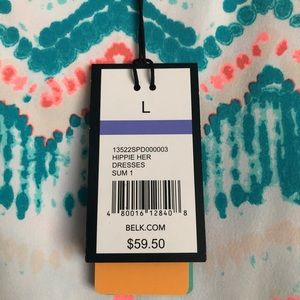 L
13522SPD000003
HIPPIE HER
DRESSES
SUM 1
4 80016 12840 8
BELK.COM
$59.50